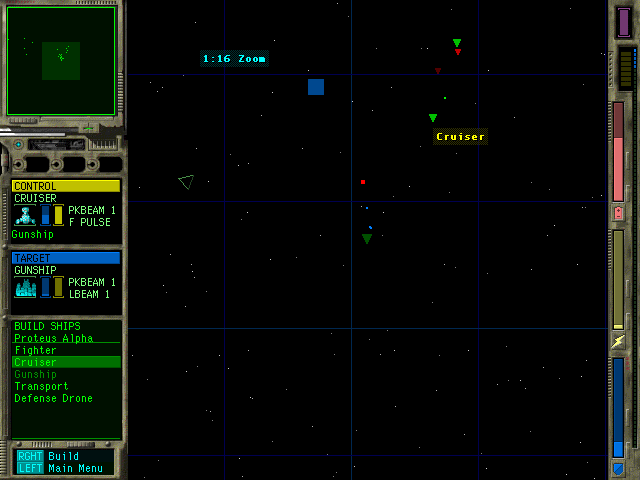 1:16 Zoom
Cruiser
CONTROL
CRUISER
PKBEAM 1
F PULSE
Gunship
TARGET
GUNSHIP
PKBEAM 1
LBEAM 1
BUILD SHIPS
Proteus Alpha
Fighter
Cruiser
Gunship
Transport
Defense Drone
RGHT Build
LEFT Main Menu